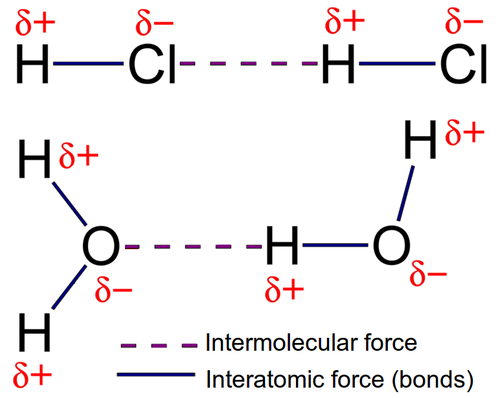 δ+ δ− δ+ δ−
H Cl H Cl
H δ+ H δ+
O H O
δ− δ+ δ−
H
δ+
Intermolecular force
Interatomic force (bonds)